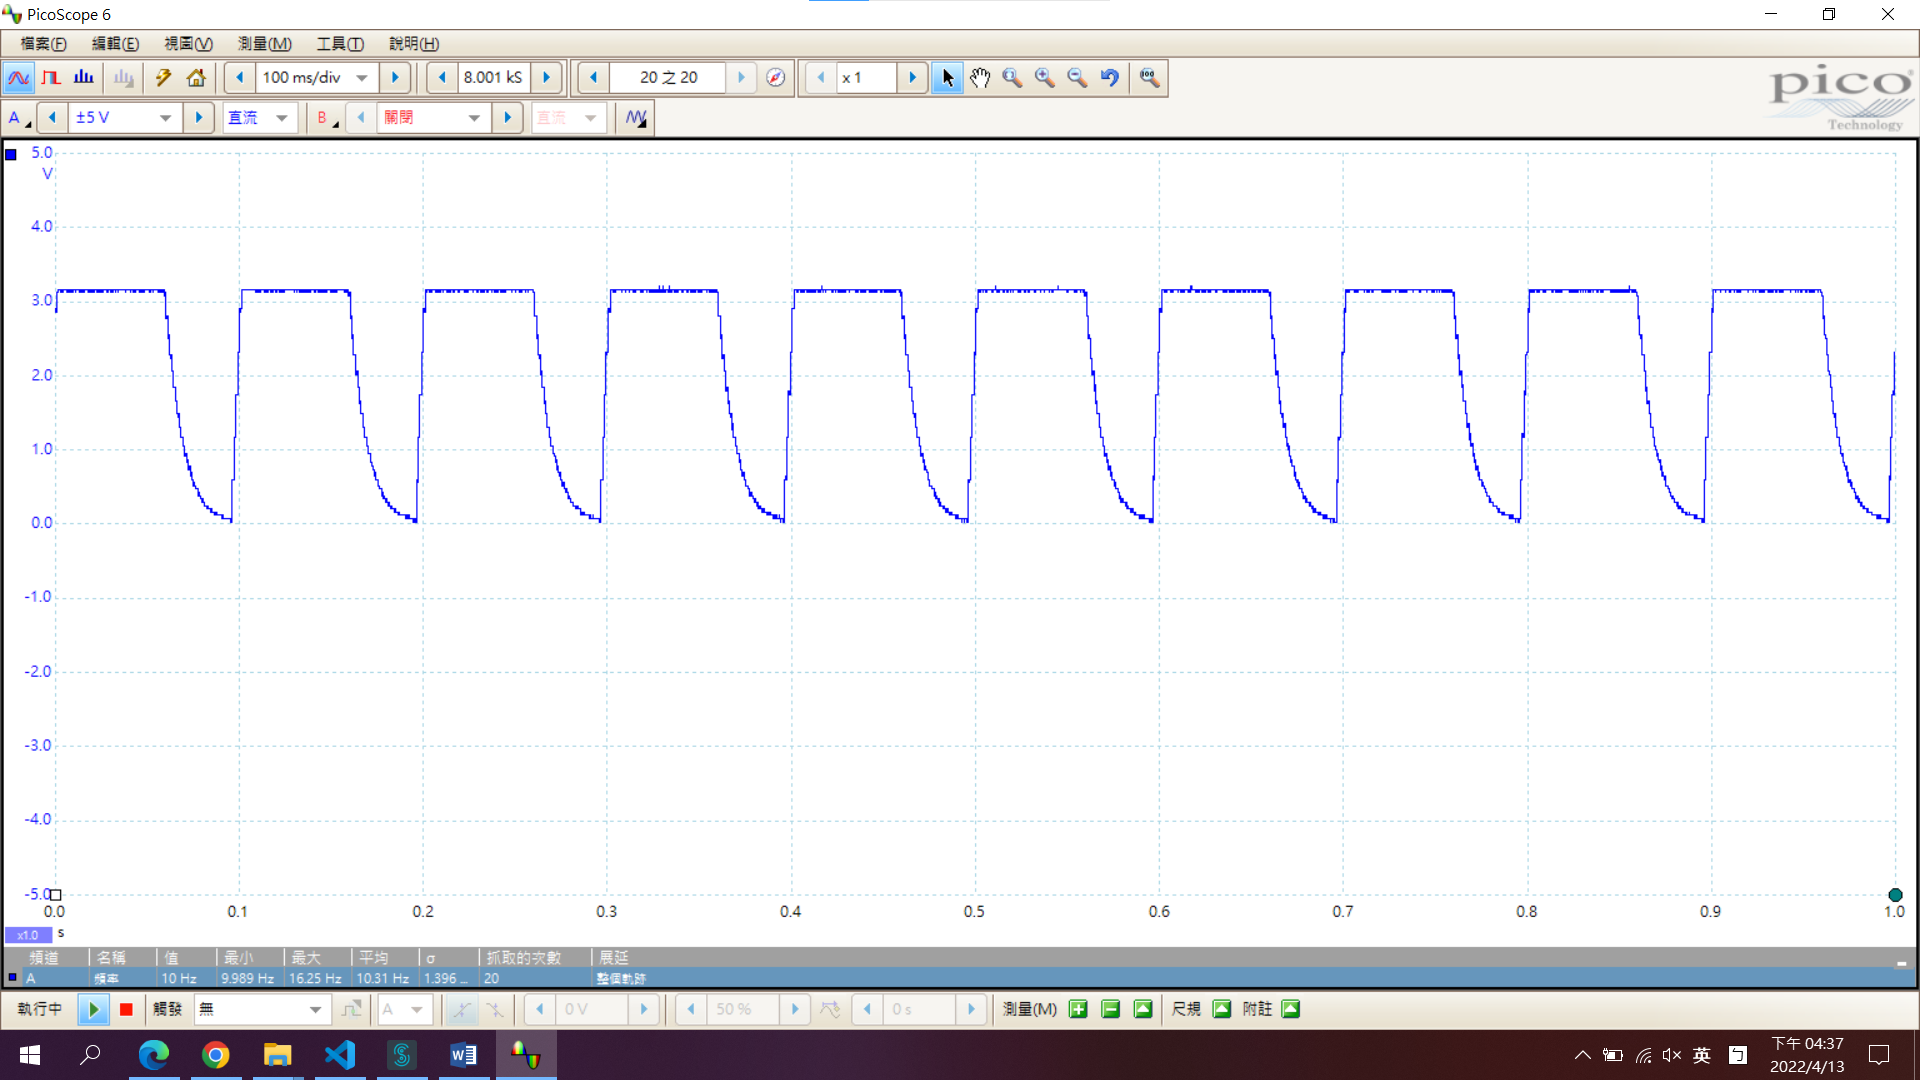 PicoScope 6
檔案(F) 編輯(E) 視圖(V) 測量(M) 工具(T) 說明(H)
100 ms/div 8.001 kS 20 之 20 x 1
pico
Technology
A ±5 V 直流 B 關閉 直流
5.0
V
4.0
3.0
2.0
1.0
0.0
-1.0
-2.0
-3.0
-4.0
-5.0
0.0 0.1 0.2 0.3 0.4 0.5 0.6 0.7 0.8 0.9 1.0
x1.0 s
頻道 名稱 值 最小 最大 平均 σ 抓取的次數 展延
A 頻率 10 Hz 9.989 Hz 16.25 Hz 10.31 Hz 1.396 ... 20 整個軌跡
執行中 觸發 無 A 0 V 50 % 0 s 測量(M) 尺規 附註
英 下午 04:37
2022/4/13